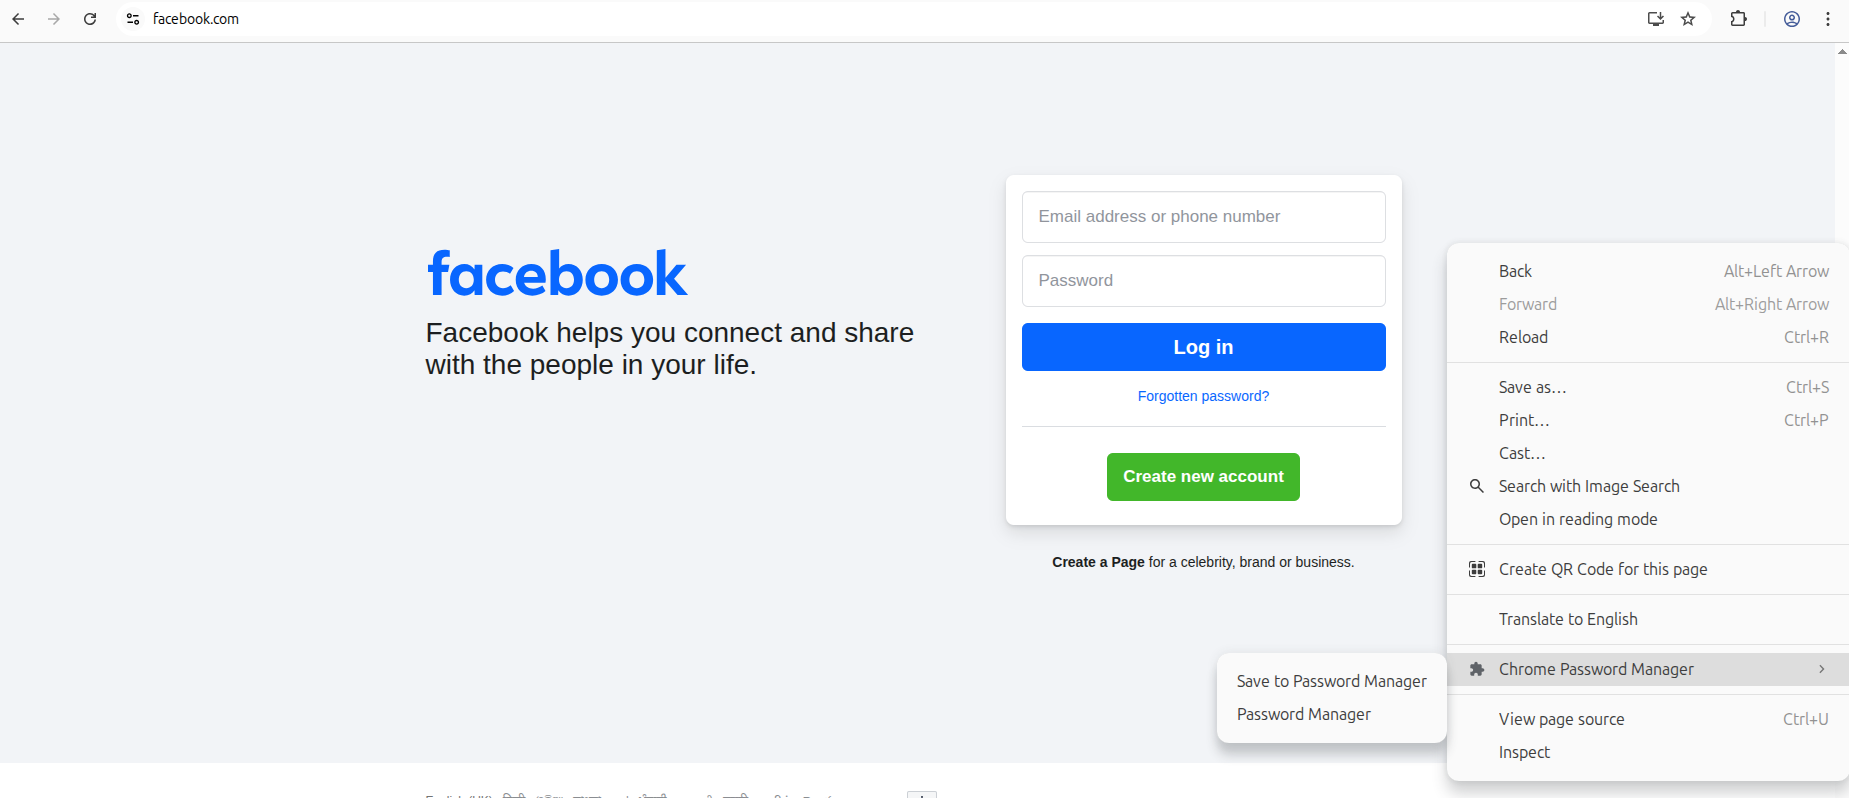 facebook.com
facebook
Facebook helps you connect and share
with the people in your life.
Email address or phone number
Password
Log in
Forgotten password?
Create new account
Create a Page for a celebrity, brand or business.
Back Alt+Left Arrow
Forward Alt+Right Arrow
Reload Ctrl+R
Save as… Ctrl+S
Print… Ctrl+P
Cast…
Search with Image Search
Open in reading mode
Create QR Code for this page
Translate to English
Chrome Password Manager
Save to Password Manager
Password Manager
View page source Ctrl+U
Inspect